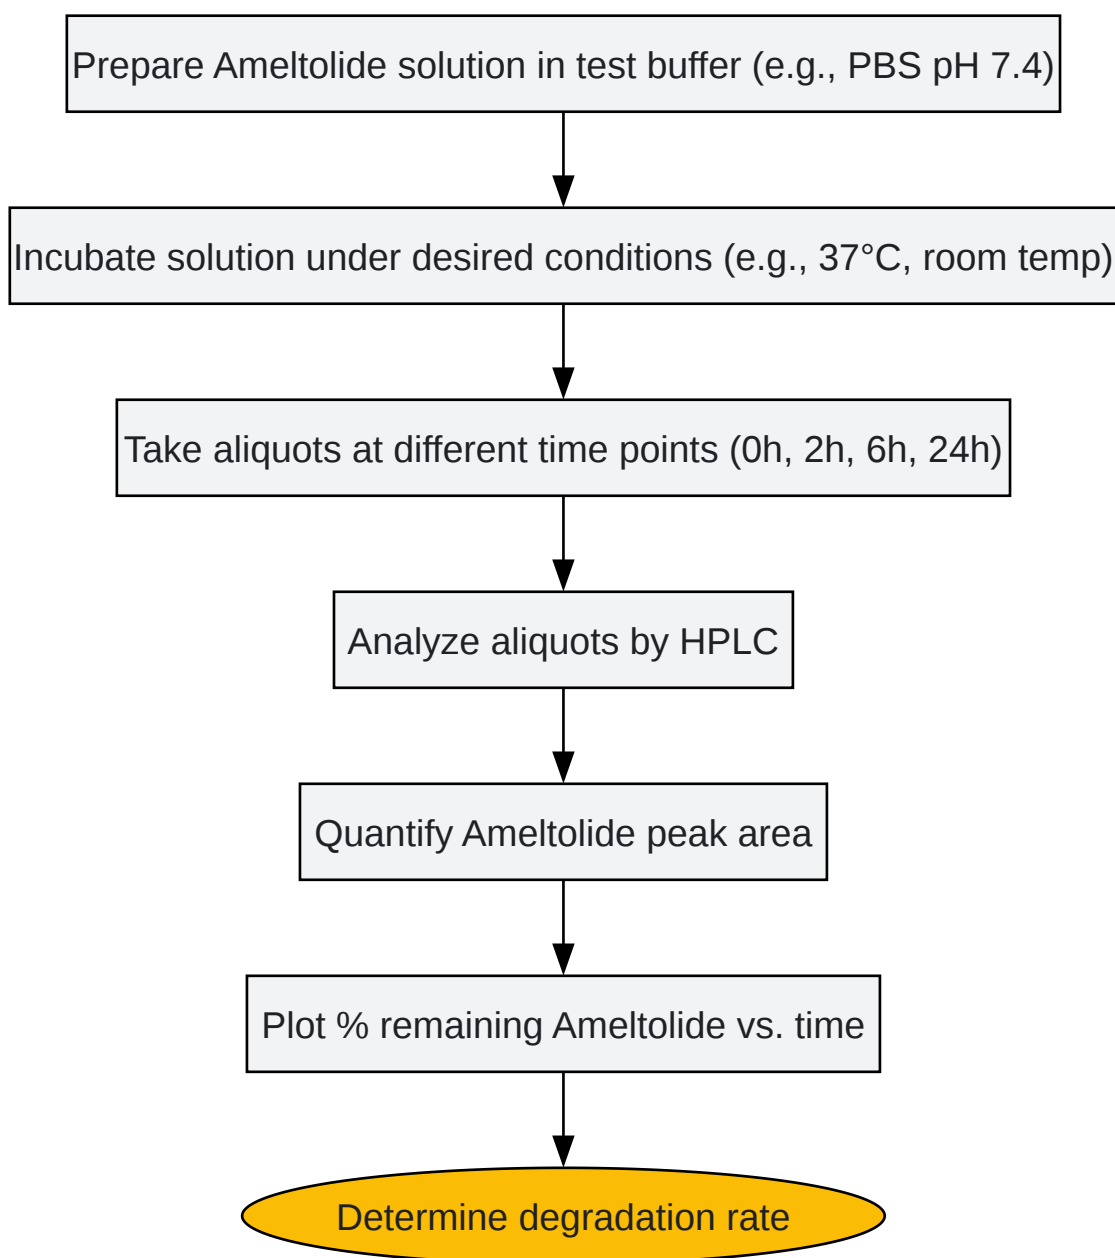 Prepare Ameltolide solution in test buffer (e.g., PBS pH 7.4)
Incubate solution under desired conditions (e.g., 37°C, room temp)
Take aliquots at different time points (0h, 2h, 6h, 24h)
Analyze aliquots by HPLC
Quantify Ameltolide peak area
Plot % remaining Ameltolide vs. time
Determine degradation rate